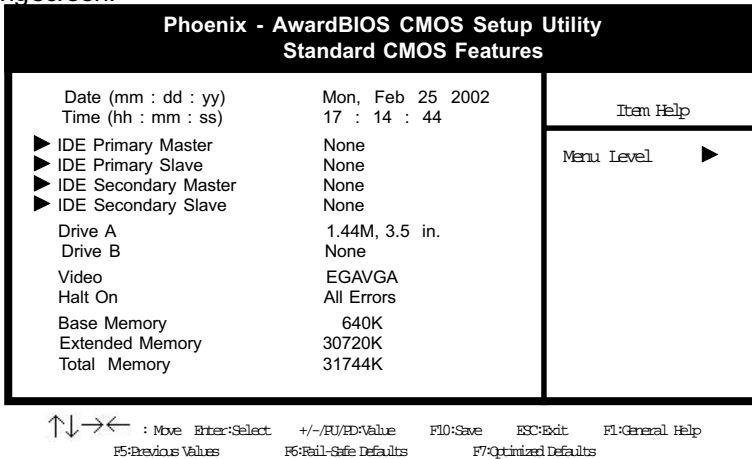 ng screen.
Phoenix - AwardBIOS CMOS Setup Utility
Standard CMOS Features
Date (mm : dd : yy) Mon, Feb 25 2002
Time (hh : mm : ss) 17 : 14 : 44
Item Help
▶ IDE Primary Master None
Menu Level ▶
▶ IDE Primary Slave None
▶ IDE Secondary Master None
▶ IDE Secondary Slave None
Drive A 1.44M, 3.5 in.
Drive B None
Video EGAVGA
Halt On All Errors
Base Memory 640K
Extended Memory 30720K
Total Memory 31744K
↑↓→← : Move Enter:Select +/-/PU/PD:Value F10:Save ESC:Exit F1:General Help
F5:Previous Values F6:Fail-Safe Defaults F7:Optimized Defaults